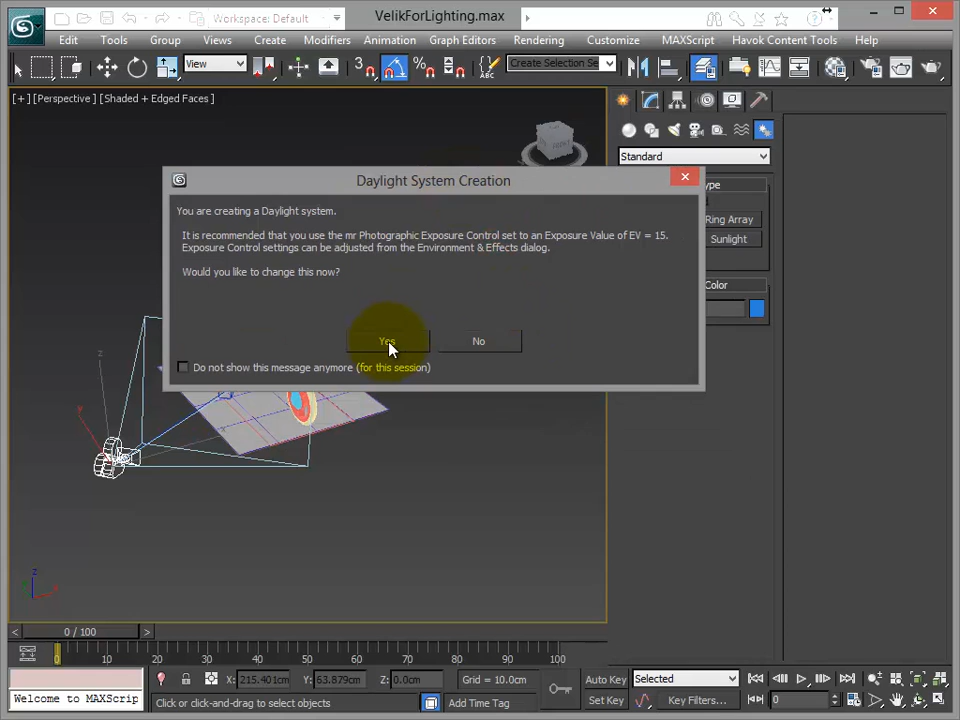 Workspace: Default
VelikForLighting.max
Edit Tools Group Views Create Modifiers Animation Graph Editors Rendering Customize MAXScript Havok Content Tools Help
View
3
%
ABC
Create Selection Se
[+] [Perspective] [Shaded + Edged Faces]
FRONT
Standard
Daylight System Creation
You are creating a Daylight system.
It is recommended that you use the mr Photographic Exposure Control set to an Exposure Value of EV = 15.
Exposure Control settings can be adjusted from the Environment & Effects dialog.
Would you like to change this now?
Yes No
Do not show this message anymore (for this session)
ype
Ring Array
Sunlight
Color
z
x
z
x
< 0 / 100 >
0 10 20 30 40 50 60 70 80 90 100
X: 215.401cm Y: 63.879cm Z: 0.0cm Grid = 10.0cm Auto Key Selected
Welcome to MAXScrip
Click or click-and-drag to select objects Add Time Tag Set Key Key Filters... 0